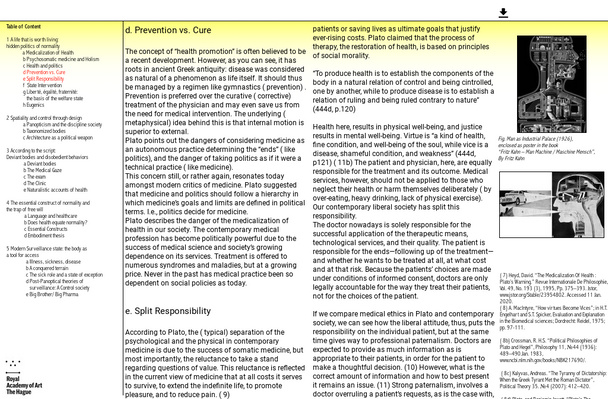 Table of Content
1 A life that is worth living:
hidden politics of normality
a Medicalization of Health
b Psychosomatic medicine and Holism
c Health and politics
d Prevention vs. Cure
e Split Responsibility
f State Intervention
g Liberté, égalité, fraternité:
the basis of the welfare state
h Eugenics
2 Spatiality and control through design
a Panopticism and the discipline society
b Taxonomized bodies
c Architecture as a political weapon
3 According to the script:
Deviant bodies and disobedient behaviors
a Deviant bodies
b The Medical Gaze
c The exam
d The Clinic
e Naturalistic accounts of health
4 The essential construct of normality and
the trap of free will
a Language and healthcare
b Does health equate normality?
c Essential Constructs
d Embodiment thesis
5 Modern Surveillance state: the body as
a tool for access
a Illness, sickness, disease
b A conquered terrain
c The sick role and a state of exception
d Post-Panoptical theories of
surveillance: A Control society
e Big Brother/ Big Pharma
Royal
Academy of Art
The Hague
d. Prevention vs. Cure
The concept of "health promotion" is often believed to be
a recent development. However, as you can see, it has
roots in ancient Greek antiquity: disease was considered
as natural of a phenomenon as life itself. It should thus
be managed by a regimen like gymnastics ( prevention) .
Prevention is preferred over the curative ( corrective)
treatment of the physician and may even save us from
the need for medical intervention. The underlying (
metaphysical) idea behind this is that internal motion is
superior to external.
Plato points out the dangers of considering medicine as
an autonomous practice determining the "ends" ( like
politics), and the danger of taking politics as if it were a
technical practice ( like medicine).
This concern still, or rather again, resonates today
amongst modern critics of medicine. Plato suggested
that medicine and politics should follow a hierarchy in
which medicine's goals and limits are defined in political
terms. I.e., politics decide for medicine.
Plato describes the danger of the medicalization of
health in our society. The contemporary medical
profession has become politically powerful due to the
success of medical science and society's growing
dependence on its services. Treatment is offered to
numerous syndromes and maladies, but at a growing
price. Never in the past has medical practice been so
dependent on social policies as today.
e. Split Responsibility
According to Plato, the ( typical) separation of the
psychological and the physical in contemporary
medicine is due to the success of somatic medicine, but
most importantly, the reluctance to take a stand
regarding questions of value. This reluctance is reflected
in the current view of medicine that at all costs it serves
to survive, to extend the indefinite life, to promote
pleasure, and to reduce pain. ( 9)
patients or saving lives as ultimate goals that justify
ever-rising costs. Plato claimed that the process of
therapy, the restoration of health, is based on principles
of social morality.
"To produce health is to establish the components of the
body in a natural relation of control and being controlled,
one by another, while to produce disease is to establish a
relation of ruling and being ruled contrary to nature"
(444d, p.120)
Health here, results in physical well-being, and justice
results in mental well-being. Virtue is "a kind of health,
fine condition, and well-being of the soul, while vice is a
disease, shameful condition, and weakness" (444d,
p121) ( 11b) The patient and physician, here, are equally
responsible for the treatment and its outcome. Medical
services, however, should not be applied to those who
neglect their health or harm themselves deliberately ( by
over-eating, heavy drinking, lack of physical exercise).
Our contemporary liberal society has split this
responsibility.
The doctor nowadays is solely responsible for the
successful application of the therapeutic means,
technological services, and their quality. The patient is
responsible for the ends—following up of the treatment—
and whether he wants to be treated at all, at what cost
and at that risk. Because the patients' choices are made
under conditions of informed consent, doctors are only
legally accountable for the way they treat their patients,
not for the choices of the patient.
If we compare medical ethics in Plato and contemporary
society, we can see how the liberal attitude, thus, puts the
responsibility on the individual patient, but at the same
time gives way to professional paternalism. Doctors are
expected to provide as much information as is
appropriate to their patients, in order for the patient to
make a thoughtful decision. (10) However, what is the
correct amount of information and how to best present
it remains an issue. (11) Strong paternalism, involves a
doctor overruling a patient's requests, as is the case with,
Fig. Man as Industrial Palace (1926),
enclosed as poster in the book
"Fritz Kahn – Man Machine / Maschine Mensch",
By Fritz Kahn
( 7) Heyd, David. "The Medicalization Of Health :
Plato's Warning." Revue Internationale De Philosophie,
Vol. 49, No. 193 (3), 1995, Pp. 375–393. Jstor,
www.jstor.org/Stable/23954802. Accessed 11 Jan.
2020.
( 8) A. MacIntyre, "How virtues Become Vices", in H.T.
Engelhart and S.T. Spicker, Evaluation and Explanation
in the Biomedical sciences; Dordrecht: Reidel, 1975:
pp. 97-111.
( 8b) Grossman, R. H.S. "Political Philosophies of
Plato and Hegel". Philosophy 11, №44 (1936):
489–490Jan. 1983,
www.ncbi.nlm.nih.gov/books/NBK217690/.
( 8c) Kalyvas, Andreas. "The Tyranny of Dictatorship:
When the Greek Tyrant Met the Roman Dictator".
Political Theory 35, №4 (2007): 412–420.